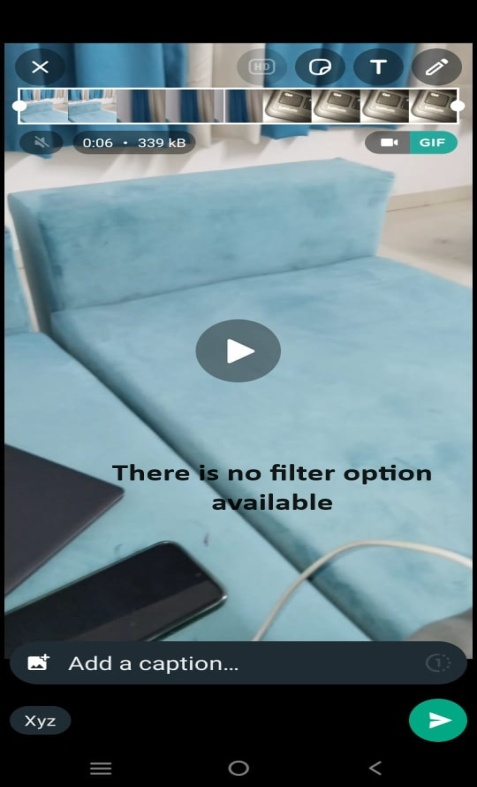 HD
T
0:06 • 339 kB
GIF
There is no filter option
available
Add a caption...
1
Xyz